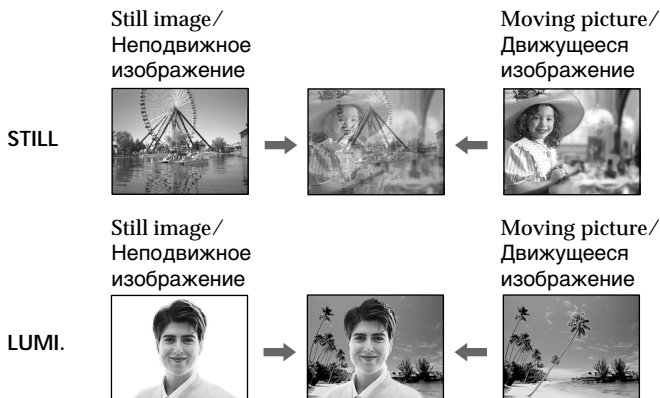 Still image/
Неподвижное
изображение
Moving picture/
Движущееся
изображение
STILL
Still image/
Неподвижное
изображение
Moving picture/
Движущееся
изображение
LUMI.